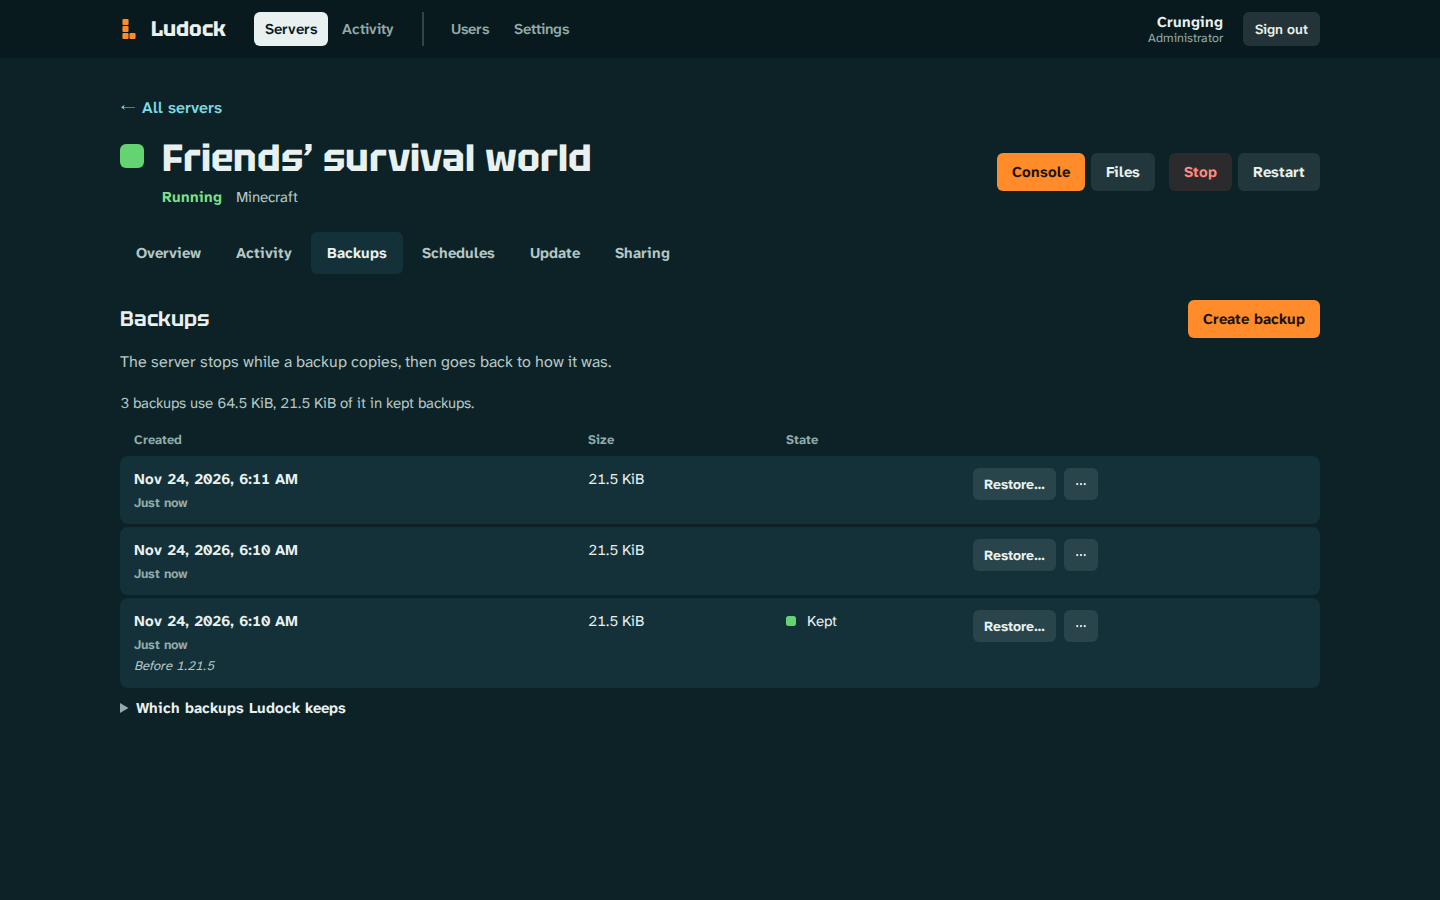 Ludock
Servers
Activity
Users
Settings
Crunging
Administrator
Sign out
← All servers
Friends’ survival world
Running
Minecraft
Console
Files
Stop
Restart
Overview
Activity
Backups
Schedules
Update
Sharing
Backups
Create backup
The server stops while a backup copies, then goes back to how it was.
3 backups use 64.5 KiB, 21.5 KiB of it in kept backups.
Created
Size
State
Nov 24, 2026, 6:11 AM
21.5 KiB
Restore…
…
Just now
Nov 24, 2026, 6:10 AM
21.5 KiB
Restore…
…
Just now
Nov 24, 2026, 6:10 AM
21.5 KiB
Kept
Restore…
…
Just now
Before 1.21.5
Which backups Ludock keeps